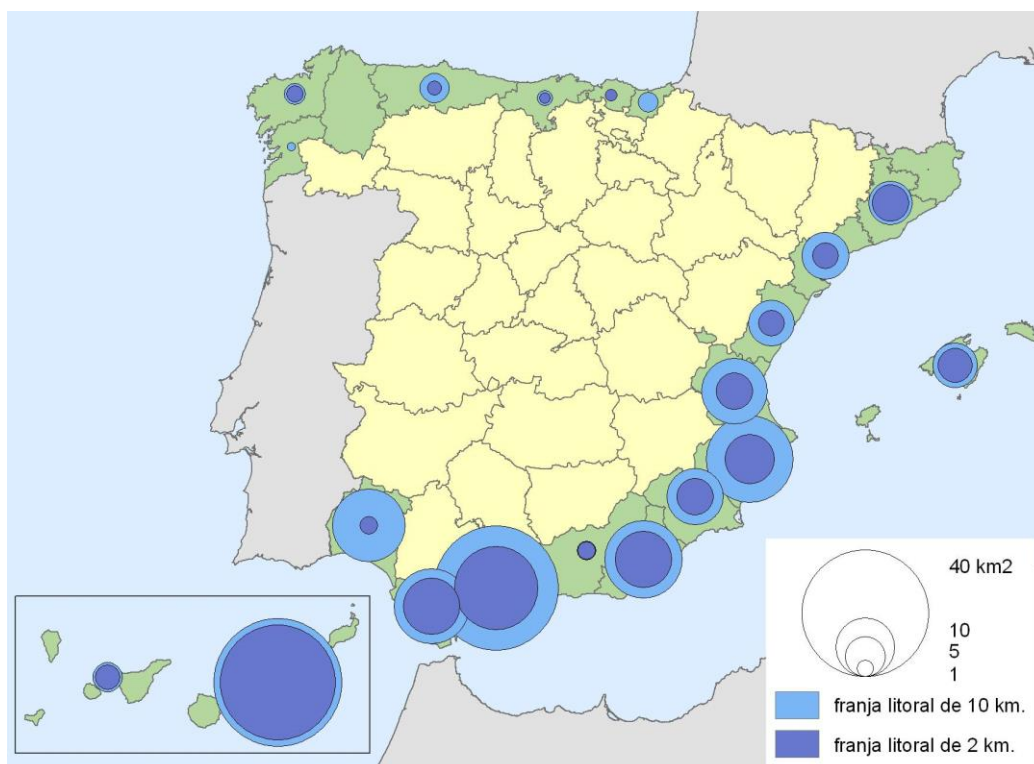 40 km2
10
5
1
franja litoral de 10 km.
franja litoral de 2 km.